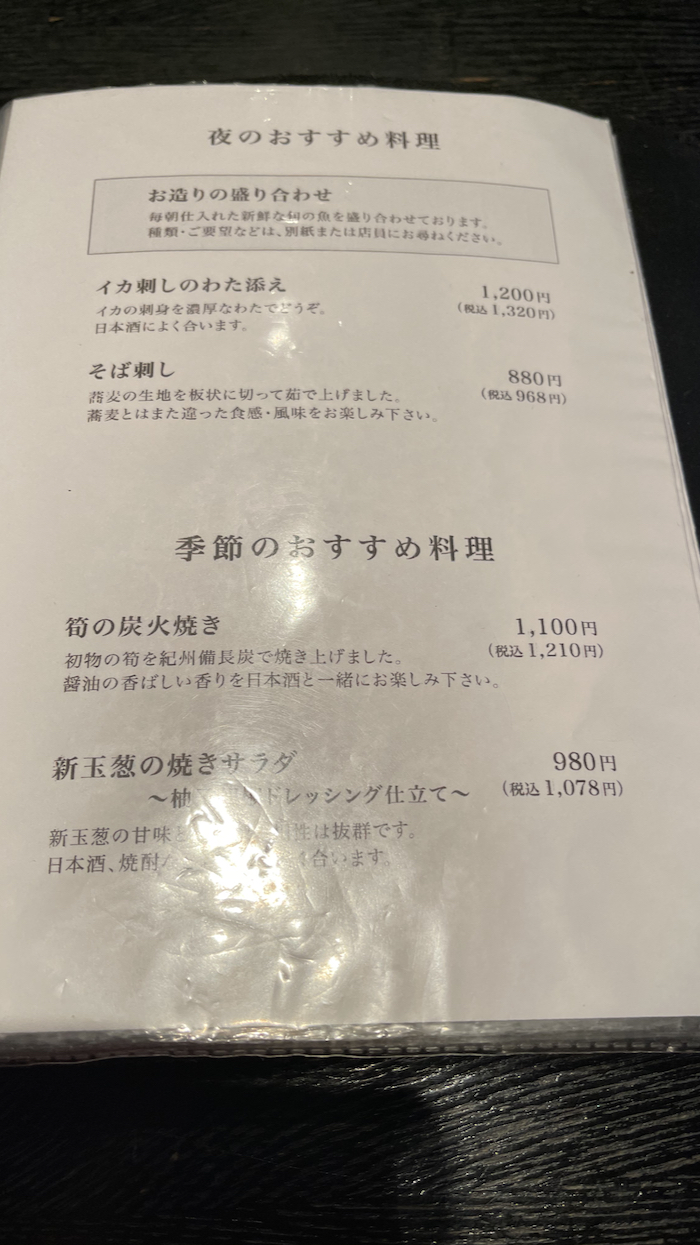 夜のおすすめ料理
お造りの盛り合わせ
毎朝仕入れた新鮮な旬の魚を盛り合わせております。
種類・ご要望などは、別紙または店員にお尋ねください。
イカ刺しのわた添え
1,200円
イカの刺身を濃厚なわたでどうぞ。
(税込1,320円)
日本酒によく合います。
そば刺し
880円
蕎麦の生地を板状に切って茹で上げました。
(税込968円)
蕎麦とはまた違った食感・風味をお楽しみ下さい。
季節のおすすめ料理
筍の炭火焼き
1,100円
初物の筍を紀州備長炭で焼き上げました。
(税込1,210円)
醤油の香ばしい香りを日本酒と一緒にお楽しみ下さい。
新玉葱の焼きサラダ
980円
〜柚 ドレッシング仕立て〜
(税込1,078円)
新玉葱の甘味と 相性は抜群です。
日本酒、焼酎 合います。